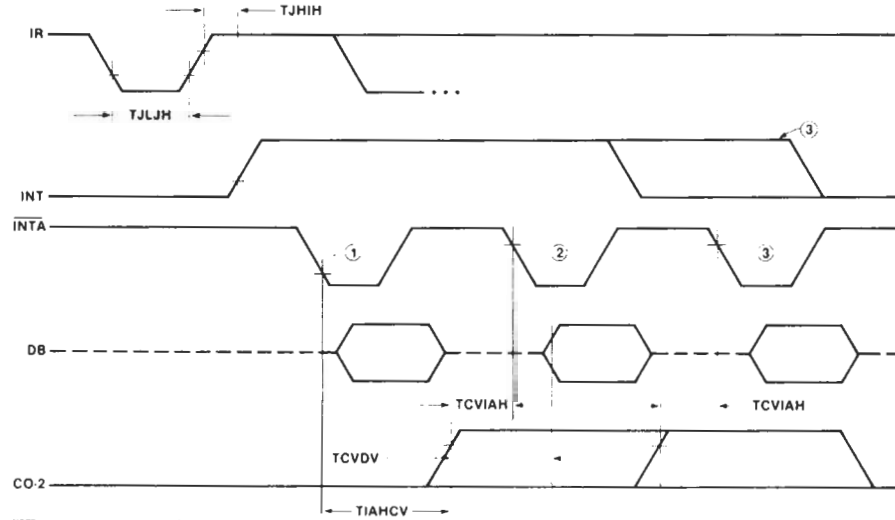 TJHIH
IR
TJLJH
③
INT
INTA
① ② ③
DB
TCVIAH TCVIAH
TCVDV
CO-2
TIAHCV